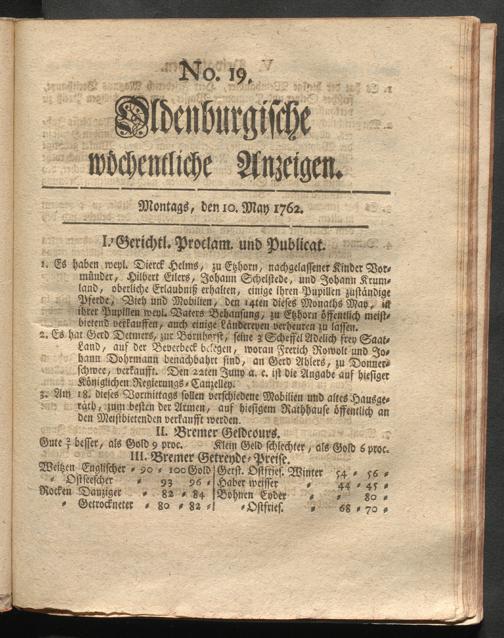 No. 19.
Oldenburgische
wöchentliche Anzeigen.
Montags, den 10. May 1762.
I. Gerichtl. Proclam. und Publicat.
1. Es haben weyl. Dierck Helms, zu Etzhorn, nachgelassener Kinder Vor-
münder, Hilbert Eilers, Johann Schelstede, und Johann Krum-
land, oberliche Erlaubniß erhalten, einige ihren Pupillen zuständige
Pferde, Vieh und Mobilien, den 14ten dieses Monaths May, in
ihrer Pupillen weyl. Vaters Behausung, zu Etzhorn öffentlich meist-
bietend verkauffen, auch einige Länderyen verheuren zu lassen.
2. Es hat Gerd Detmers, zur Bornhorst, seine 3 Scheffel Adelich frey Saat-
Land, auf der Beverbeck belegen, woran Frerich Rowolt und Jo-
hann Dohrmann benachbahrt sind, an Gerd Ahlers, zu Donner-
schwee, verkaufft. Den 22ten Juny a. c. ist die Angabe auf hiesiger
Königlichen Regierungs-Cantzelley.
3. Am 18. dieses Vormittags sollen verschiedene Mobilien und altes Hausge-
räth, zum besten der Armen, auf hiesigem Rathhause öffentlich an
den Meistbietenden verkaufft werden.
II. Bremer Geldcours.
Gute ⅔ besser, als Gold 9 proc. Klein Geld schlechter, als Gold 6 proc.
III. Bremer Getreyde-Preise.
Weitzen Englischer - 90 - 100 Gold Gerst. Ostfries. Winter 54 - 56 -
- Ostseescher - 93 96 - Haber weisser - 44 - 45 -
Rocken Danziger - 82 - 84 Bohnen Eyder - - 80 -
- Getrockneter - 80 - 82 - - Ostfries. - 68 - 70 -